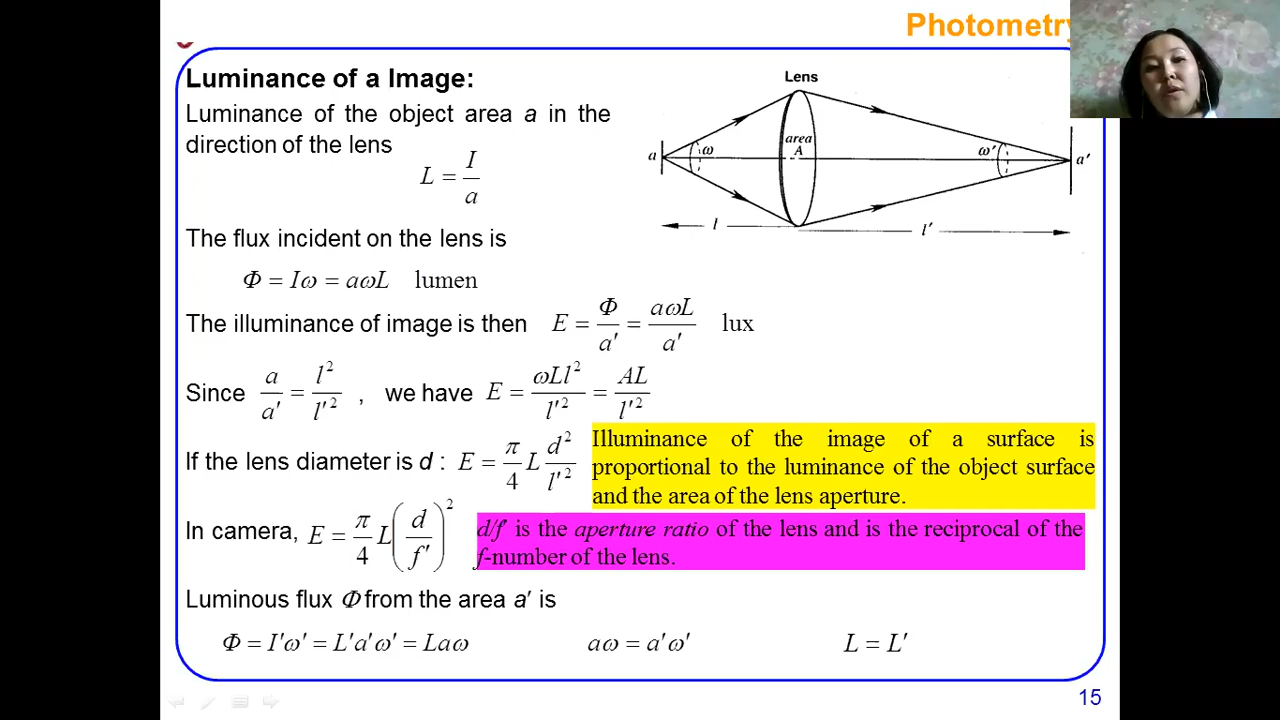 Photometry
Luminance of a Image:
Luminance of the object area a in the
direction of the lens
L = I/a
Lens
area
A
a
ω
ω'
a'
l
l'
The flux incident on the lens is
Φ = Iω = aωL lumen
The illuminance of image is then E = Φ/a' = aωL/a' lux
Since a/a' = l²/l'² , we have E = ωLl²/l'² = AL/l'²
If the lens diameter is d : E = π/4 L d²/l'²
Illuminance of the image of a surface is
proportional to the luminance of the object surface
and the area of the lens aperture.
In camera, E = π/4 L(d/f')²
d/f' is the aperture ratio of the lens and is the reciprocal of the
f-number of the lens.
Luminous flux Φ from the area a' is
Φ = I'ω' = L'a'ω' = Laω
aω = a'ω'
L = L'
15